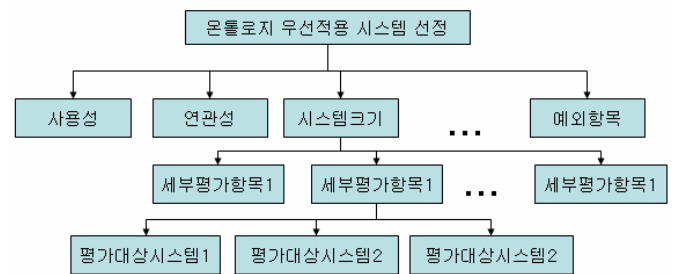 온톨로지 우선적용 시스템 선정
사용성
연관성
시스템크기
...
예외항목
세부평가항목1
세부평가항목1
...
세부평가항목1
평가대상시스템1
평가대상시스템2
평가대상시스템2